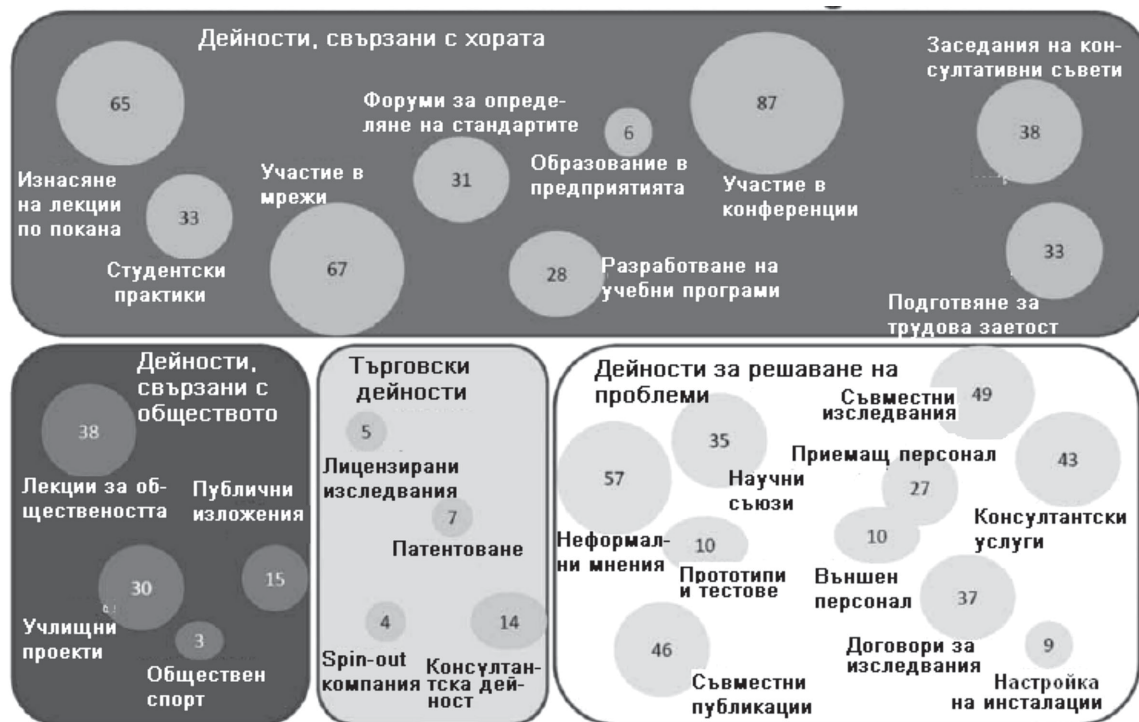 Дейности, свързани с хората
65
Изнасяне
на лекции
по покана
33
Студентски
практики
Участие в
мрежи
67
Форуми за опреде-
ляне на стандартите
31
6
Образование в
предприятията
28
Разработване на
учебни програми
87
Участие в
конференции
Заседания на кон-
султативни съвети
38
33
Подготвяне за
трудова заетост
Дейности,
свързани с
обществото
38
Лекции за об-
ществеността
Публични
изложения
15
30
Учлищни
проекти
3
Обществен
спорт
Търговски
дейности
5
Лицензирани
изследвания
7
Патентоване
4
Spin-out
компания
14
Консултан-
тска дей-
ност
Дейности за решаване на
проблеми
57
Неформал-
ни мнения
35
Научни
съюзи
10
Прототипи
и тестове
46
Съвместни
публикации
Съвместни
изследвания
49
Приемащ персонал
27
43
Консултантски
услуги
10
Външен
персонал
37
Договори за
изследвания
9
Настройка
на инсталации